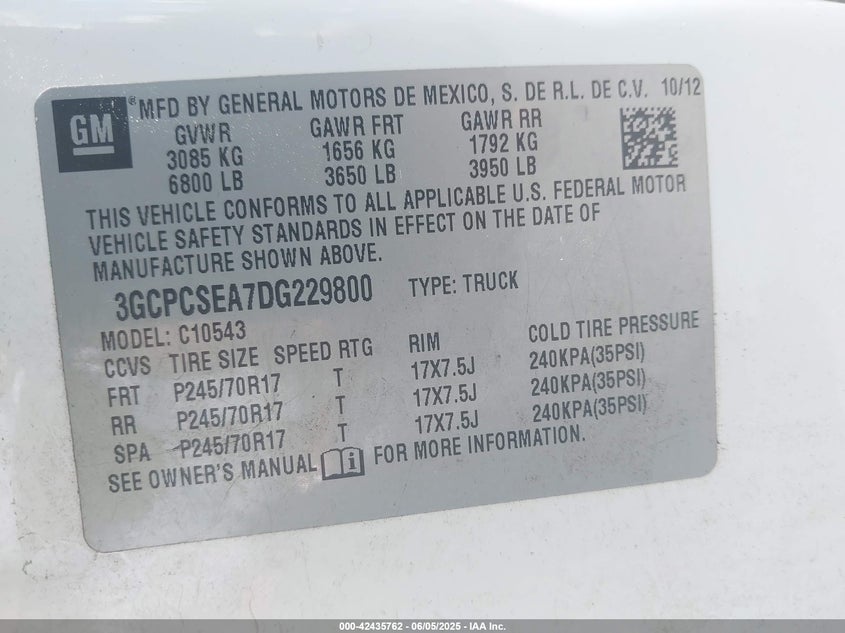 GM ® MFD BY GENERAL MOTORS DE MEXICO, S. DE R.L. DE C.V. 10/12
GVWR GAWR FRT GAWR RR
3085 KG 1656 KG 1792 KG
6800 LB 3650 LB 3950 LB
THIS VEHICLE CONFORMS TO ALL APPLICABLE U.S. FEDERAL MOTOR
VEHICLE SAFETY STANDARDS IN EFFECT ON THE DATE OF
MANUFACTURE SHOWN ABOVE.
3GCPCSEA7DG229800 TYPE: TRUCK
MODEL: C10543
CCVS TIRE SIZE SPEED RTG RIM COLD TIRE PRESSURE
FRT P245/70R17 T 17X7.5J 240KPA(35PSI)
RR P245/70R17 T 17X7.5J 240KPA(35PSI)
SPA P245/70R17 T 17X7.5J 240KPA(35PSI)
SEE OWNER'S MANUAL FOR MORE INFORMATION.
000-42435762 - 06/05/2025 - IAA Inc.